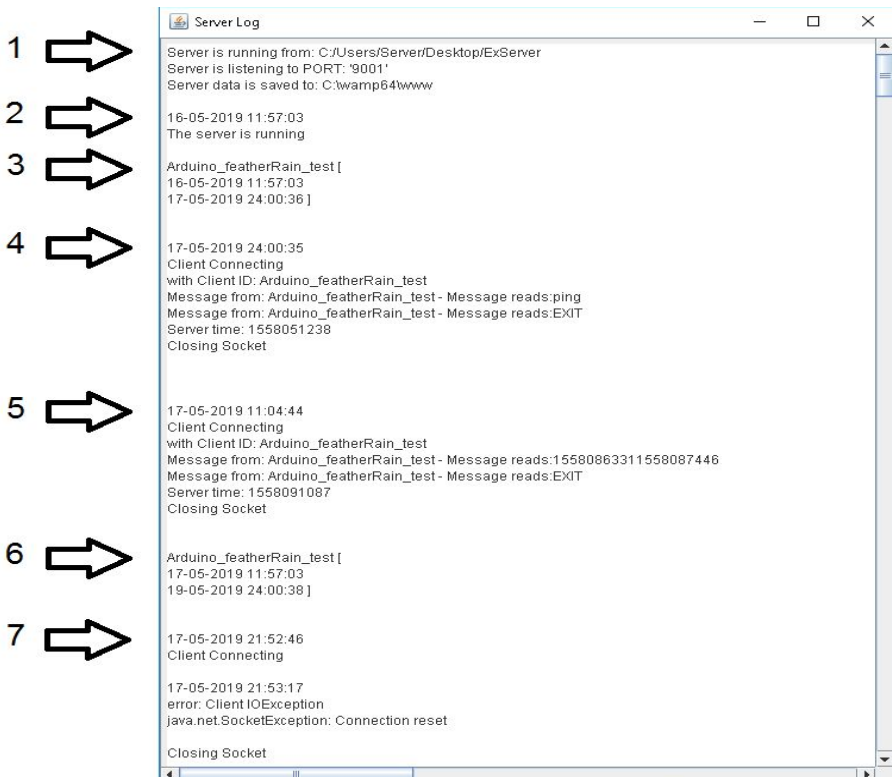 Server Log
1
Server is running from: C:/Users/Server/Desktop/ExServer
Server is listening to PORT: '9001'
Server data is saved to: C:\wamp64\www
2
16-05-2019 11:57:03
The server is running
3
Arduino_featherRain_test [
16-05-2019 11:57:03
17-05-2019 24:00:36 ]
4
17-05-2019 24:00:35
Client Connecting
with Client ID: Arduino_featherRain_test
Message from: Arduino_featherRain_test - Message reads:ping
Message from: Arduino_featherRain_test - Message reads:EXIT
Server time: 1558051238
Closing Socket
5
17-05-2019 11:04:44
Client Connecting
with Client ID: Arduino_featherRain_test
Message from: Arduino_featherRain_test - Message reads:15580863311558087446
Message from: Arduino_featherRain_test - Message reads:EXIT
Server time: 1558091087
Closing Socket
6
Arduino_featherRain_test [
17-05-2019 11:57:03
19-05-2019 24:00:38 ]
7
17-05-2019 21:52:46
Client Connecting
17-05-2019 21:53:17
error: Client IOException
java.net.SocketException: Connection reset
Closing Socket